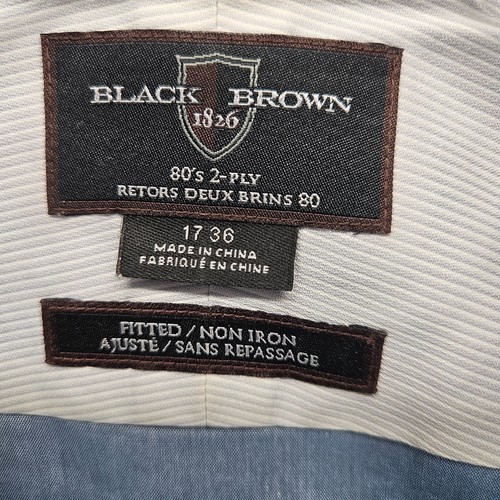 BLACK BROWN
1826
80's 2-PLY
RETORS DEUX BRINS 80
17 36
MADE IN CHINA
FABRIQUÉ EN CHINE
FITTED / NON IRON
AJUSTÉ / SANS REPASSAGE